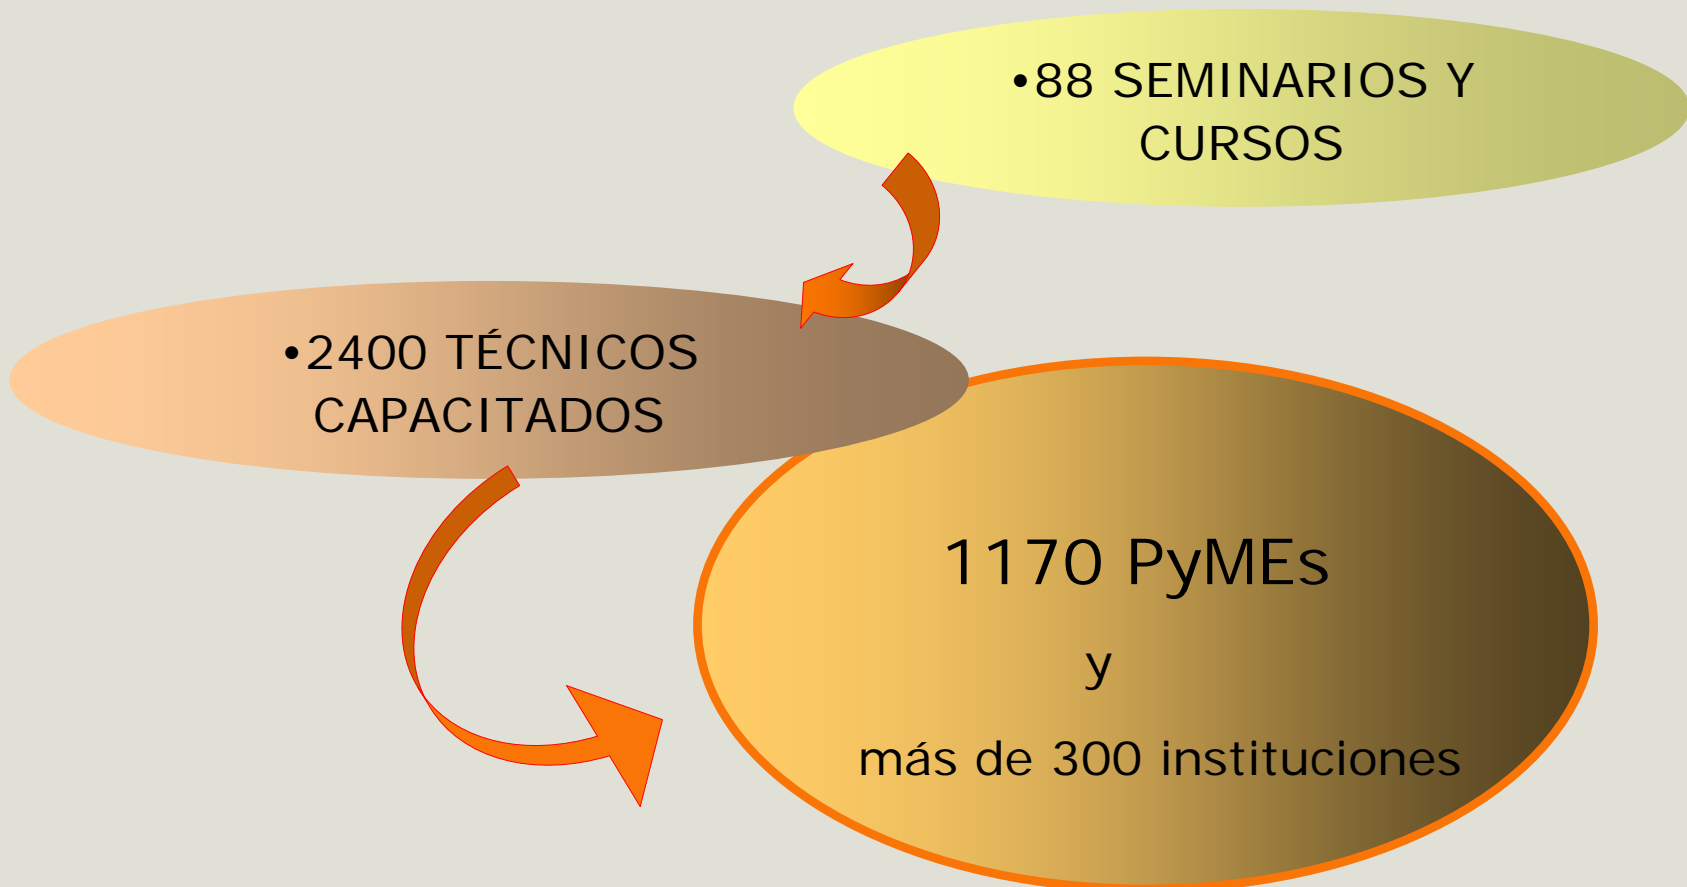 •88 SEMINARIOS Y
CURSOS
•2400 TÉCNICOS
CAPACITADOS
1170 PyMEs
y
más de 300 instituciones